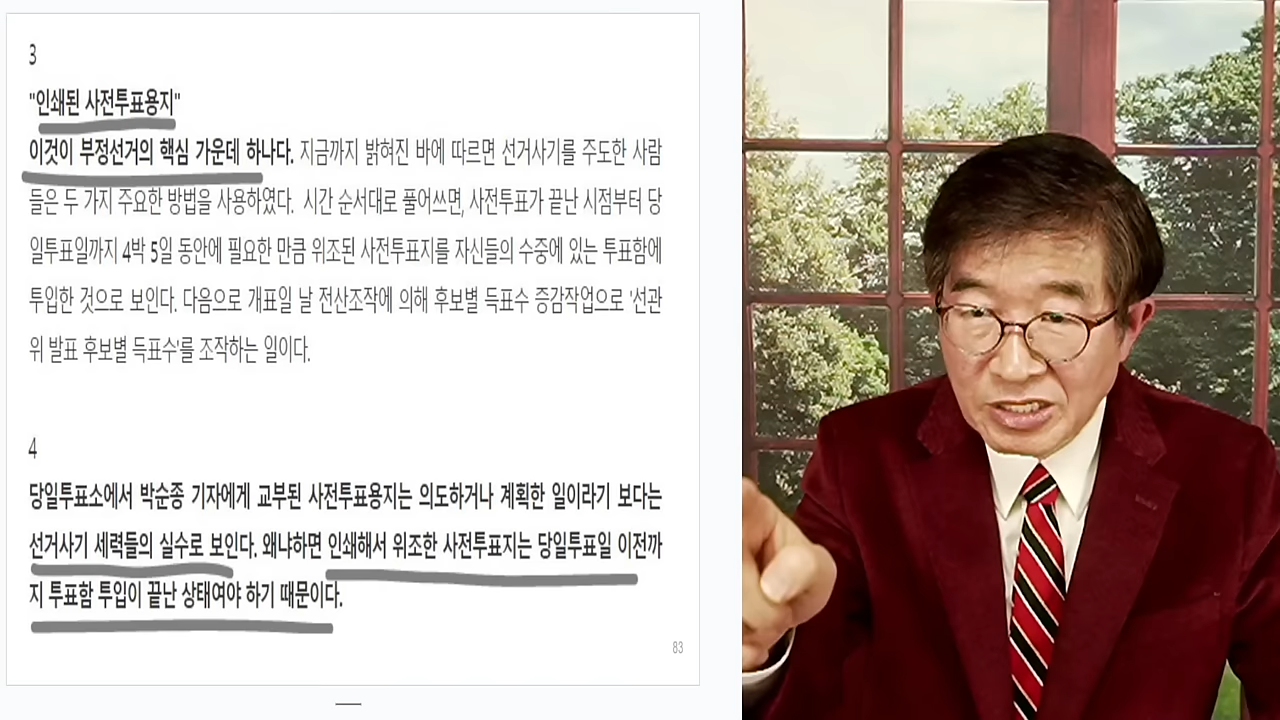 3
"인쇄된 사전투표용지"
이것이 부정선거의 핵심 가운데 하나다. 지금까지 밝혀진 바에 따르면 선거사기를 주도한 사람
들은 두 가지 주요한 방법을 사용하였다. 시간 순서대로 풀어쓰면, 사전투표가 끝난 시점부터 당
일투표일까지 4박 5일 동안에 필요한 만큼 위조된 사전투표지를 자신들의 수중에 있는 투표함에
투입한 것으로 보인다. 다음으로 개표일 날 전산조작에 의해 후보별 득표수 증감작업으로 '선관
위 발표 후보별 득표수'를 조작하는 일이다.
4
당일투표소에서 박순종 기자에게 교부된 사전투표용지는 의도하거나 계획한 일이라기 보다는
선거사기 세력들의 실수로 보인다. 왜냐하면 인쇄해서 위조한 사전투표지는 당일투표일 이전까
지 투표함 투입이 끝난 상태여야 하기 때문이다.
83